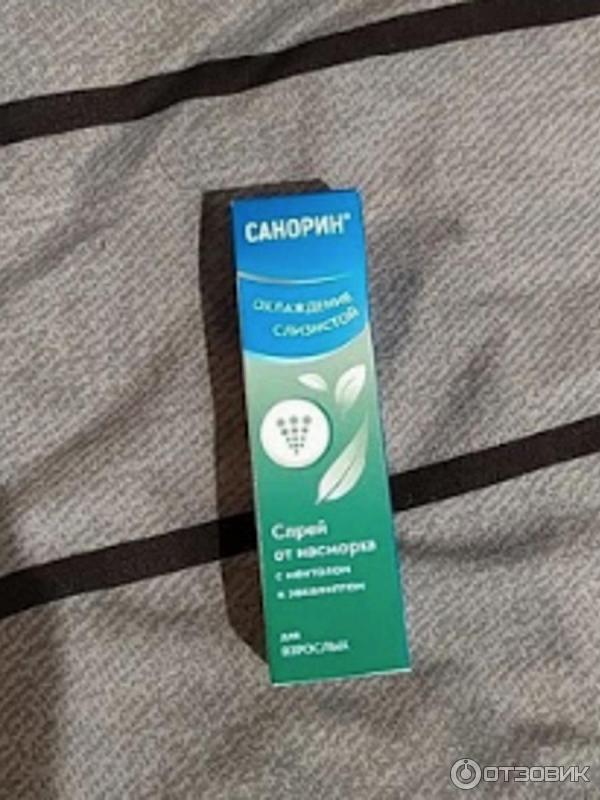 САНОРИН®
ОХЛАЖДЕНИЕ
СЛИЗИСТОЙ
Спрей
от насморка
с ментолом
и эвкалиптом
для
ВЗРОСЛЫХ
ОТЗОВИК